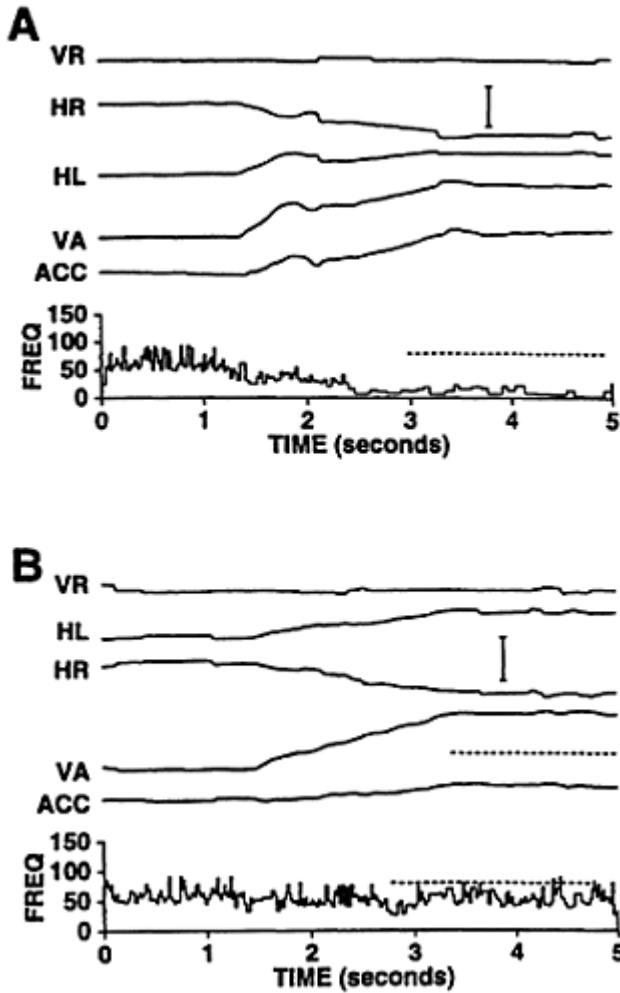 A
VR
HR
HL
VA
ACC
150
100
50
0
FREQ
0 1 2 3 4 5
TIME (seconds)
B
VR
HL
HR
VA
ACC
150
100
50
0
FREQ
0 1 2 3 4 5
TIME (seconds)